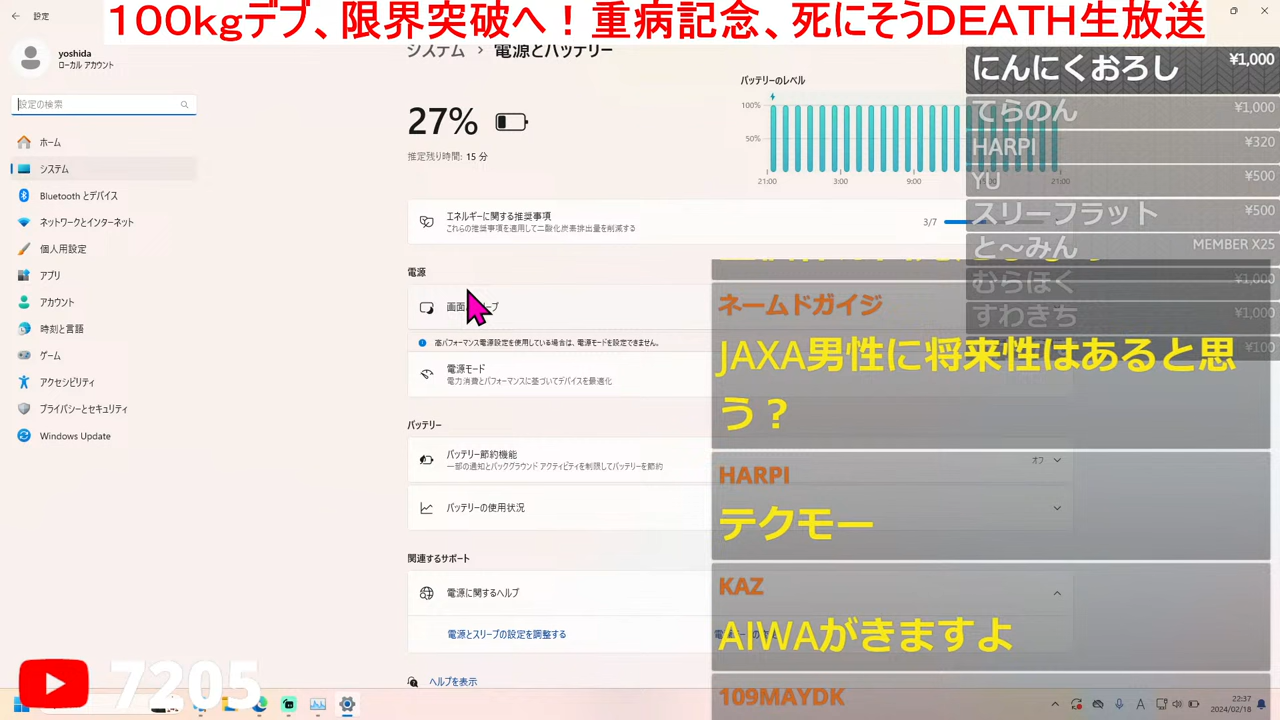 設定
100kgデブ、限界突破へ！重病記念、死にそうDEATH生放送
yoshida
ローカル アカウント
設定の検索
ホーム
システム
Bluetooth とデバイス
ネットワークとインターネット
個人用設定
アプリ
アカウント
時刻と言語
ゲーム
アクセシビリティ
プライバシーとセキュリティ
Windows Update
システム › 電源とバッテリー
27%
推定残り時間: 15 分
バッテリーのレベル
100%
50%
21:00 3:00 9:00 21:00
エネルギーに関する推奨事項
これらの推奨事項を適用して二酸化炭素排出量を削減する
3/7
電源
高パフォーマンス電源設定を使用している場合は、電源モードを設定できません。
電源モード
電力消費とパフォーマンスに基づいてデバイスを最適化
バッテリー
バッテリー節約機能
一部の通知とバックグラウンド アクティビティを制限してバッテリーを節約
オフ
バッテリーの使用状況
関連するサポート
電源に関するヘルプ
電源とスリープの設定を調整する
ヘルプを表示
にんにくおろし ¥1,000
てらのん ¥1,000
HARPI ¥320
YU ¥500
スリーフラット ¥500
と～みん MEMBER X25
むらほく ¥1,000
すわきち ¥1,000
¥100
ネームドガイジ
JAXA男性に将来性はあると思
う？
HARPI
テクモー
KAZ
AIWAがきますよ
109MAYDK
7205
A
22:37
2024/02/18